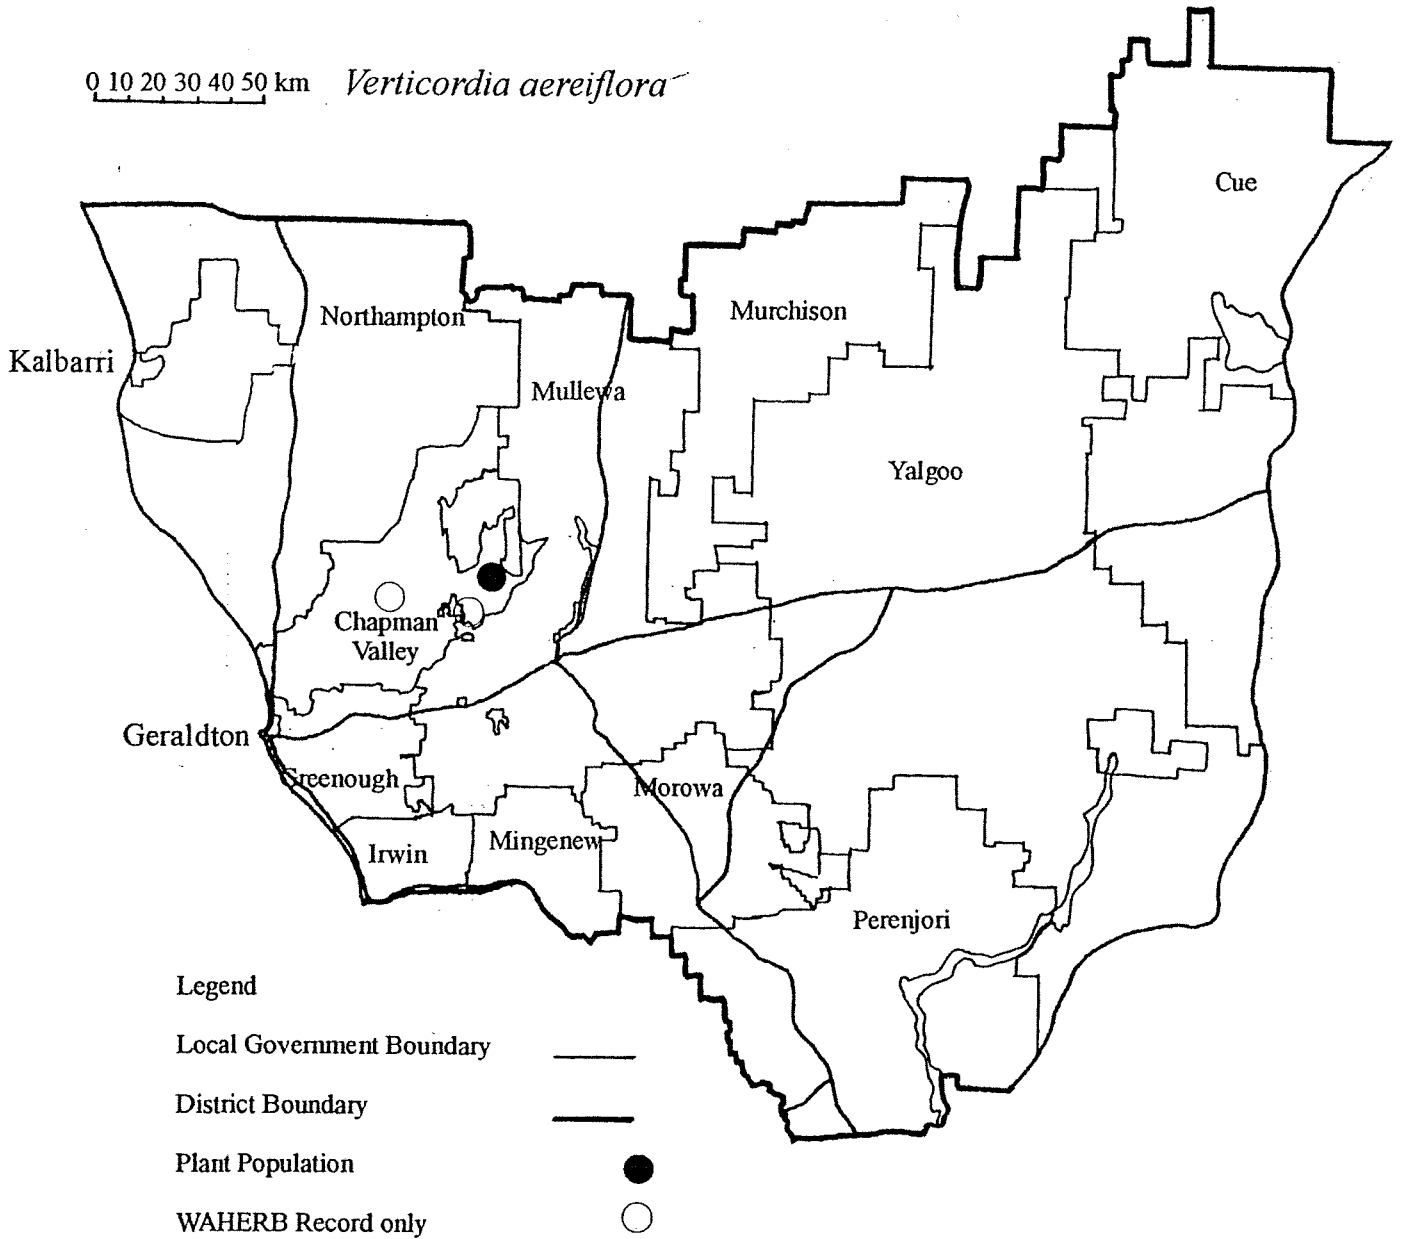 0 10 20 30 40 50 km
Verticordia aereiflora
Cue
Northampton
Murchison
Kalbarri
Mullewa
Yalgoo
Chapman
Valley
Geraldton
Greenough
Morowa
Irwin
Mingenew
Perenjori
Legend
Local Government Boundary
District Boundary
Plant Population
WAHERB Record only